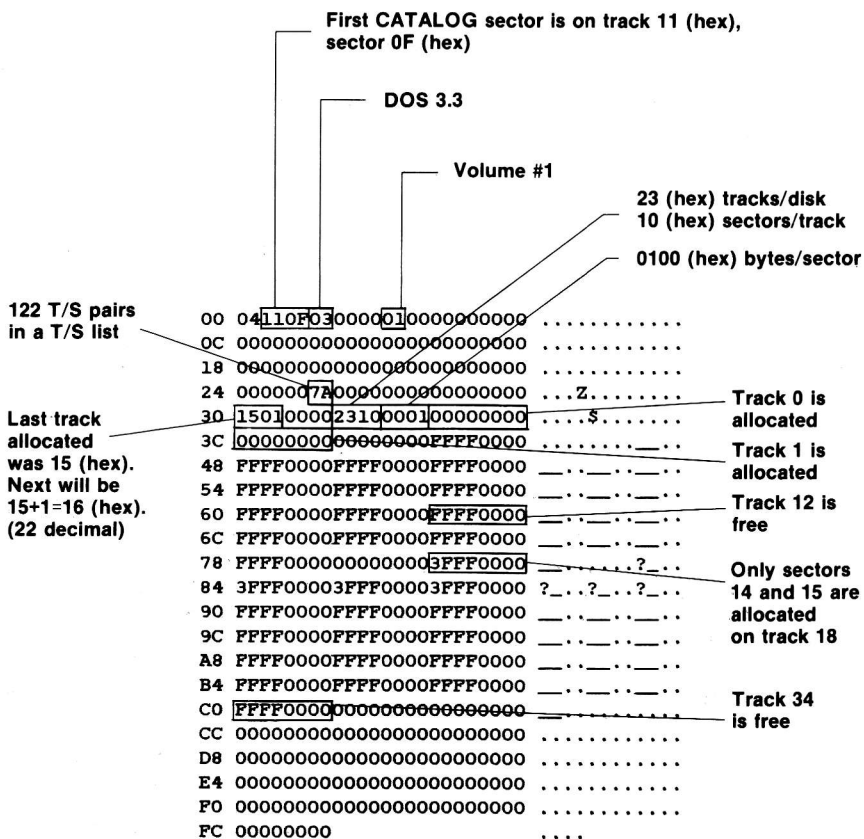 First CATALOG sector is on track 11 (hex),
sector 0F (hex)
DOS 3.3
Volume #1
23 (hex) tracks/disk
10 (hex) sectors/track
0100 (hex) bytes/sector
122 T/S pairs
in a T/S list
Last track
allocated
was 15 (hex).
Next will be
15+1=16 (hex).
(22 decimal)
00 04110F030000010000000000 ............
0C 000000000000000000000000 ............
18 000000000000000000000000 ............
24 0000007A0000000000000000 ...Z........
30 150100002310000100000000 ....$.......
3C 0000000000000000FFFF0000 ........__..
48 FFFF0000FFFF0000FFFF0000 __..__..__..
54 FFFF0000FFFF0000FFFF0000 __..__..__..
60 FFFF0000FFFF0000FFFF0000 __..__..__..
6C FFFF0000FFFF0000FFFF0000 __..__..__..
78 FFFF0000000000003FFF0000 __......?_..
84 3FFF00003FFF00003FFF0000 ?_..?_..?_..
90 FFFF0000FFFF0000FFFF0000 __..__..__..
9C FFFF0000FFFF0000FFFF0000 __..__..__..
A8 FFFF0000FFFF0000FFFF0000 __..__..__..
B4 FFFF0000FFFF0000FFFF0000 __..__..__..
C0 FFFF00000000000000000000 __..........
CC 000000000000000000000000 ............
D8 000000000000000000000000 ............
E4 000000000000000000000000 ............
F0 000000000000000000000000 ............
FC 00000000 ....
Track 0 is
allocated
Track 1 is
allocated
Track 12 is
free
Only sectors
14 and 15 are
allocated
on track 18
Track 34
is free